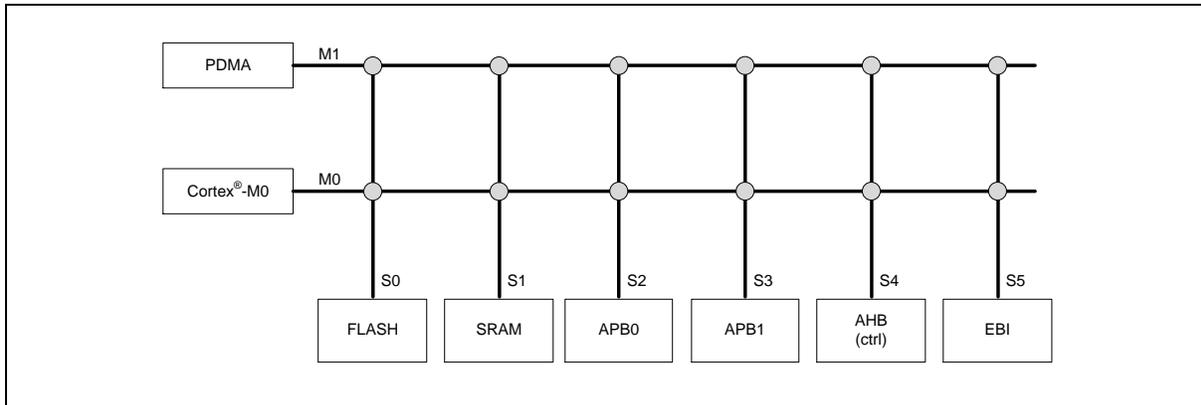 PDMA
M1
Cortex®-M0
M0
S0
S1
S2
S3
S4
S5
FLASH
SRAM
APB0
APB1
AHB
(ctrl)
EBI